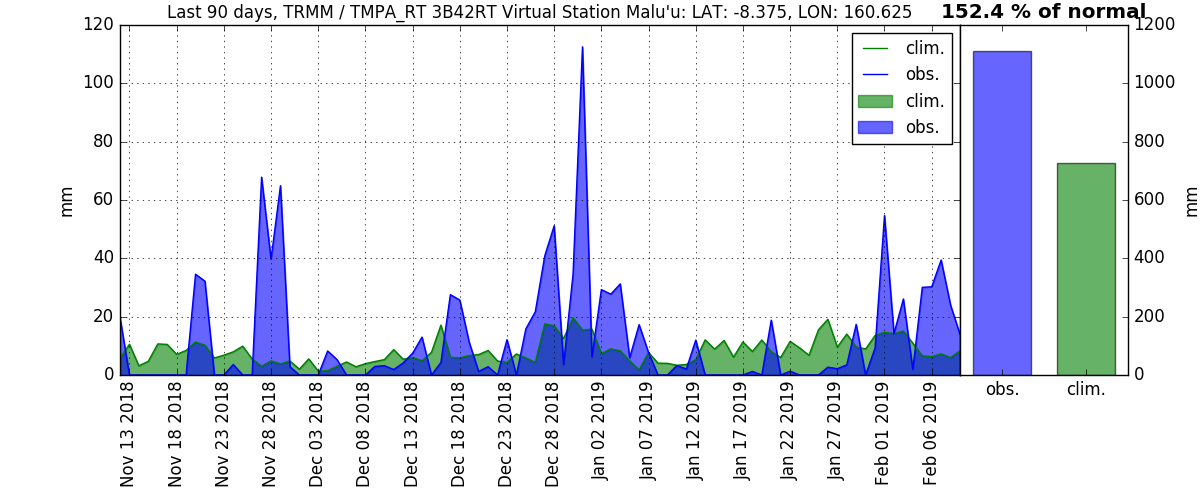 Last 90 days, TRMM / TMPA_RT 3B42RT Virtual Station Malu'u: LAT: -8.375, LON: 160.625
152.4 % of normal
120
100
80
60
40
20
0
mm
clim.
obs.
clim.
obs.
1200
1000
800
600
400
200
0
mm
Nov 13 2018
Nov 18 2018
Nov 23 2018
Nov 28 2018
Dec 03 2018
Dec 08 2018
Dec 13 2018
Dec 18 2018
Dec 23 2018
Dec 28 2018
Jan 02 2019
Jan 07 2019
Jan 12 2019
Jan 17 2019
Jan 22 2019
Jan 27 2019
Feb 01 2019
Feb 06 2019
obs.
clim.